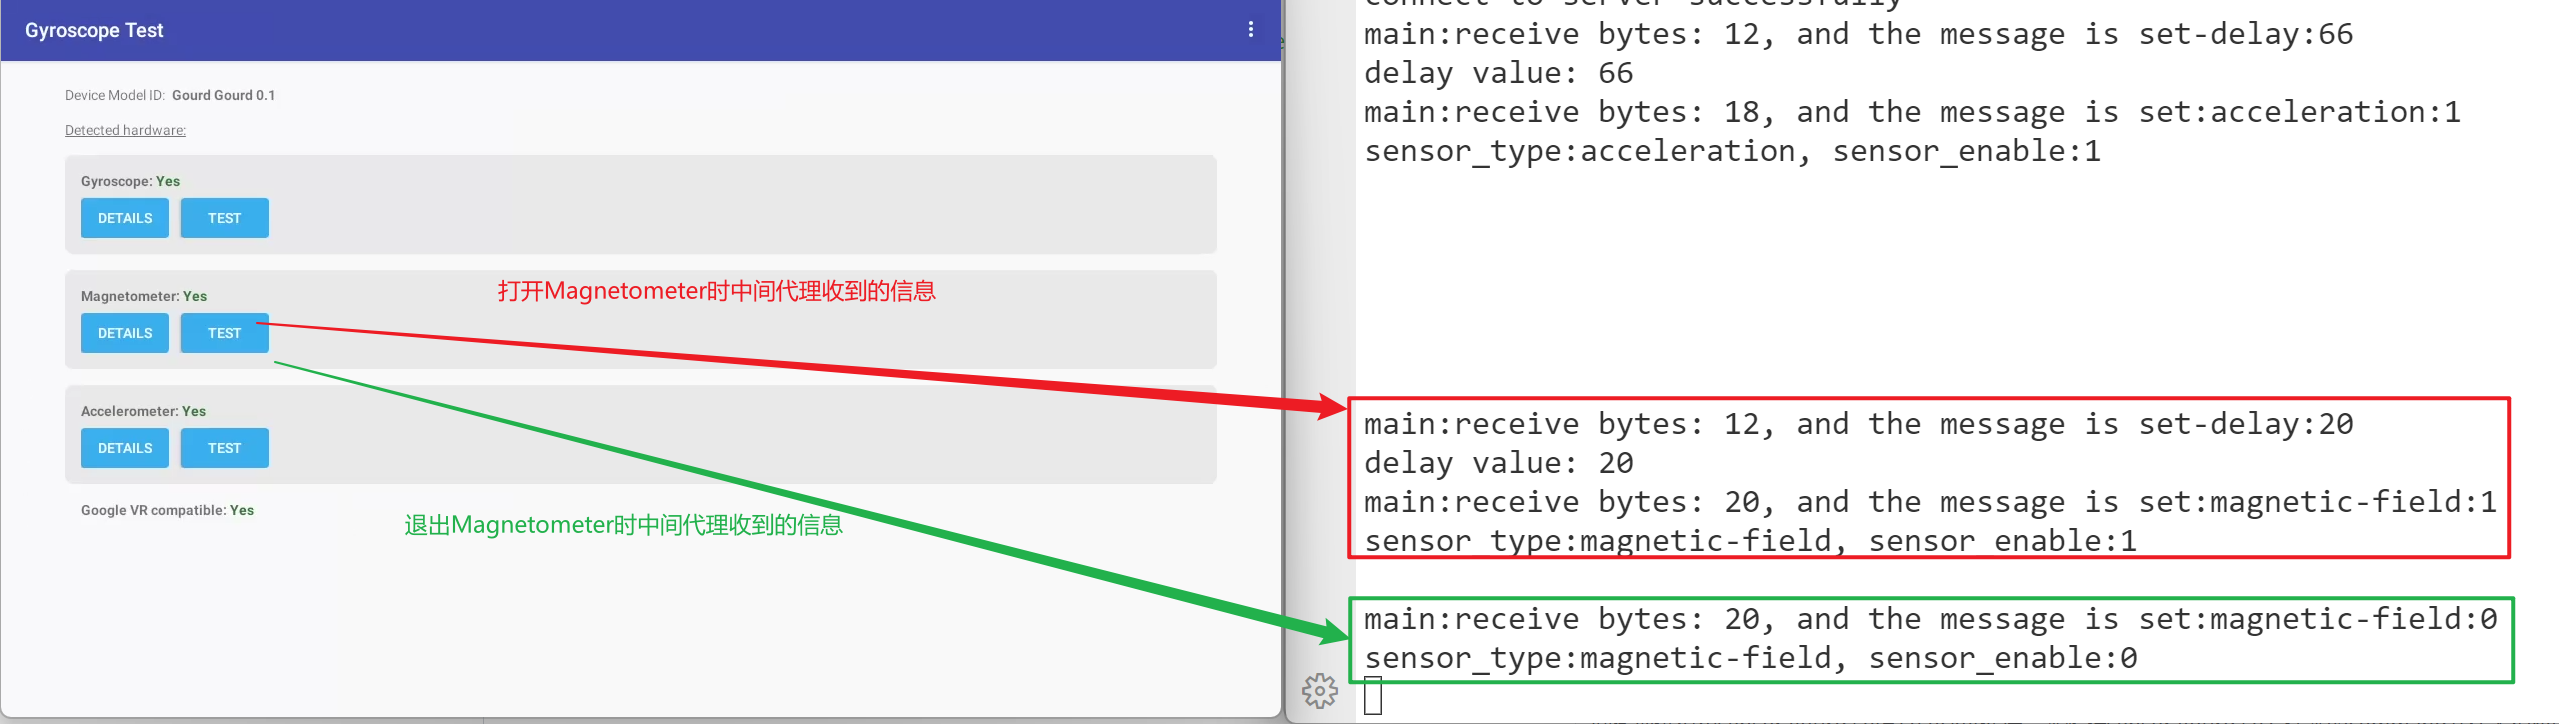 Gyroscope Test
Device Model ID: Gourd Gourd 0.1
Detected hardware:
Gyroscope: Yes
DETAILS TEST
Magnetometer: Yes
打开Magnetometer时中间代理收到的信息
DETAILS TEST
Accelerometer: Yes
DETAILS TEST
Google VR compatible: Yes
退出Magnetometer时中间代理收到的信息
connect to server successfully
main:receive bytes: 12, and the message is set-delay:66
delay value: 66
main:receive bytes: 18, and the message is set:acceleration:1
sensor_type:acceleration, sensor_enable:1
main:receive bytes: 12, and the message is set-delay:20
delay value: 20
main:receive bytes: 20, and the message is set:magnetic-field:1
sensor_type:magnetic-field, sensor_enable:1
main:receive bytes: 20, and the message is set:magnetic-field:0
sensor_type:magnetic-field, sensor_enable:0